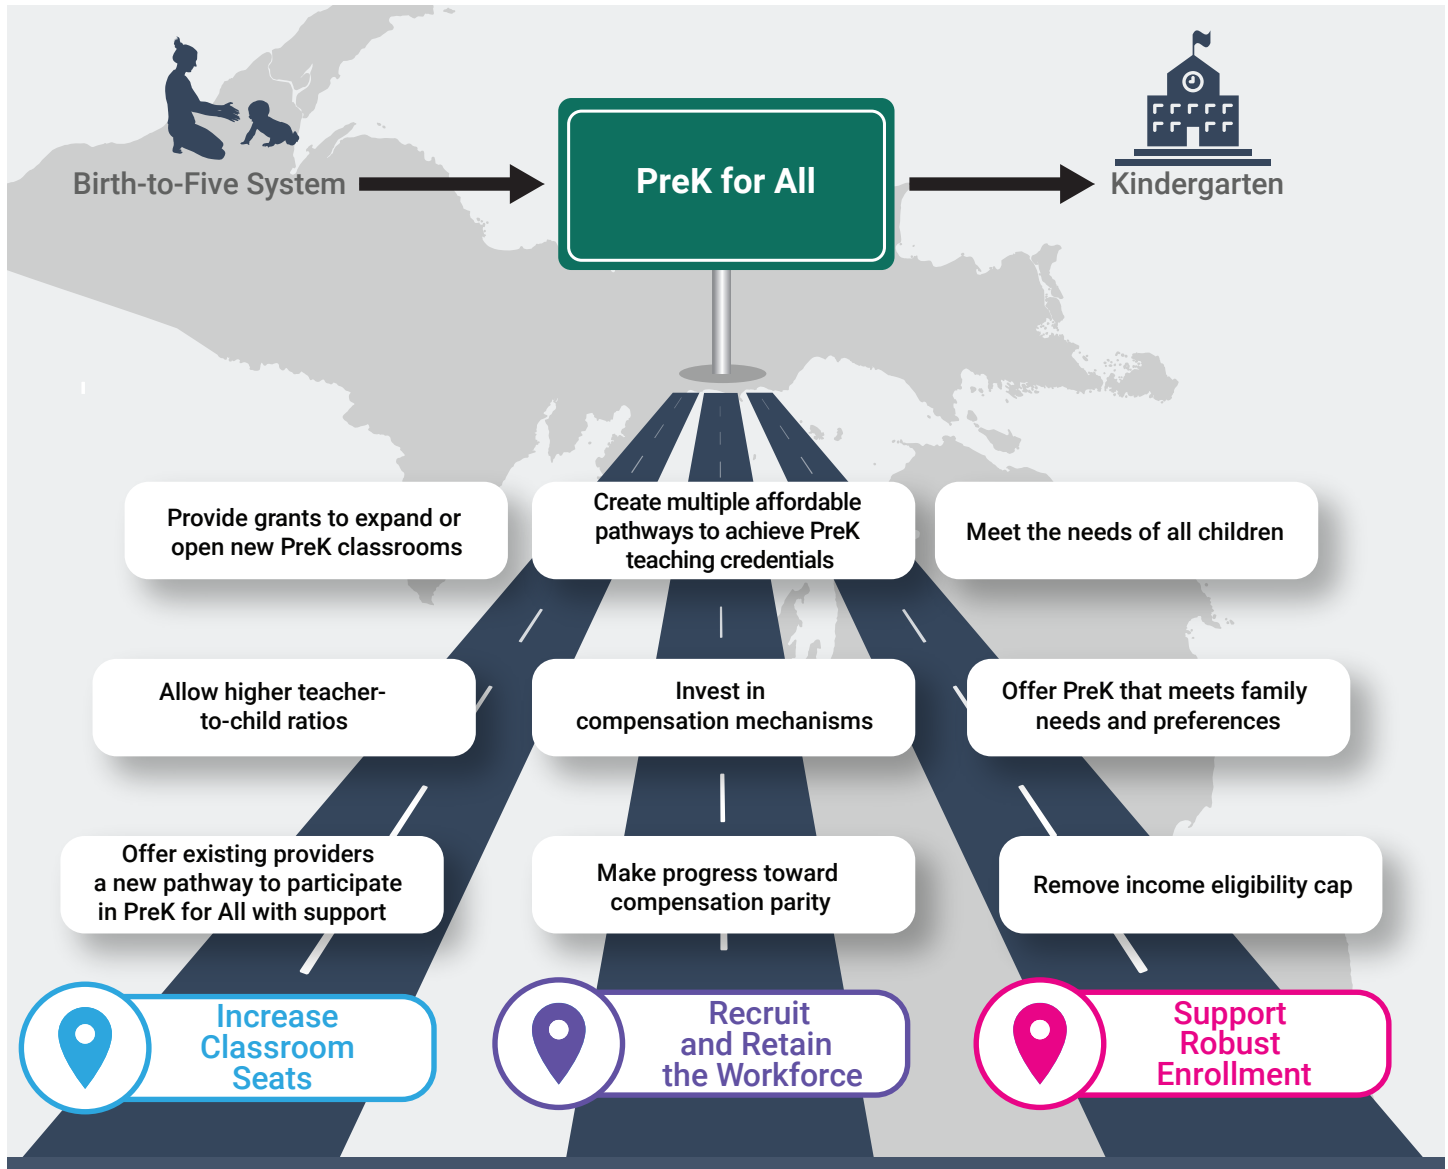 Birth-to-Five System
PreK for All
Kindergarten
Provide grants to expand or
open new PreK classrooms
Create multiple affordable
pathways to achieve PreK
teaching credentials
Meet the needs of all children
Allow higher teacher-
to-child ratios
Invest in
compensation mechanisms
Offer PreK that meets family
needs and preferences
Offer existing providers
a new pathway to participate
in PreK for All with support
Make progress toward
compensation parity
Remove income eligibility cap
Increase
Classroom
Seats
Recruit
and Retain
the Workforce
Support
Robust
Enrollment